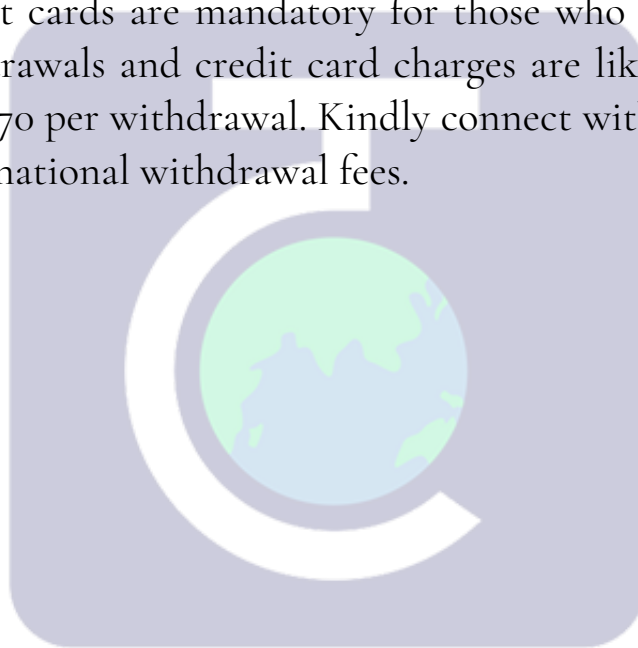 t cards are mandatory for those who
rawals and credit card charges are lik
70 per withdrawal. Kindly connect wit
national withdrawal fees.